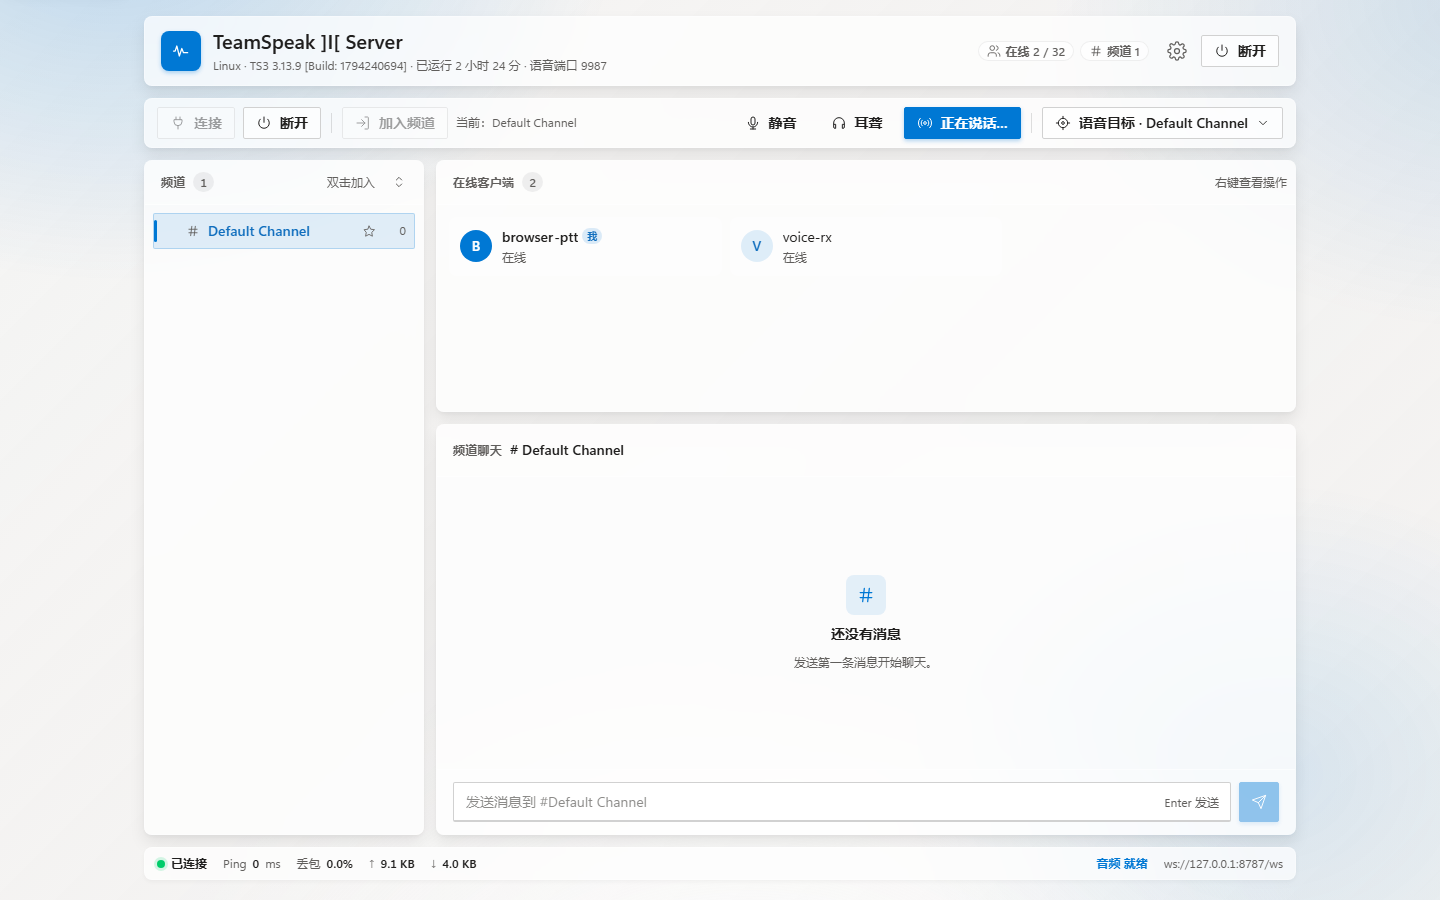 TeamSpeak ]I[ Server
Linux · TS3 3.13.9 [Build: 1794240694] · 已运行 2 小时 24 分 · 语音端口 9987
在线 2 / 32
频道 1
断开
连接
断开
加入频道
当前: Default Channel
静音
耳聋
正在说话...
语音目标 · Default Channel
频道 1
双击加入
# Default Channel
0
在线客户端 2
右键查看操作
B
browser-ptt 我
在线
V
voice-rx
在线
频道聊天 # Default Channel
#
还没有消息
发送第一条消息开始聊天。
发送消息到 #Default Channel
Enter 发送
已连接
Ping 0 ms
丢包 0.0%
↑ 9.1 KB
↓ 4.0 KB
音频 就绪
ws://127.0.0.1:8787/ws